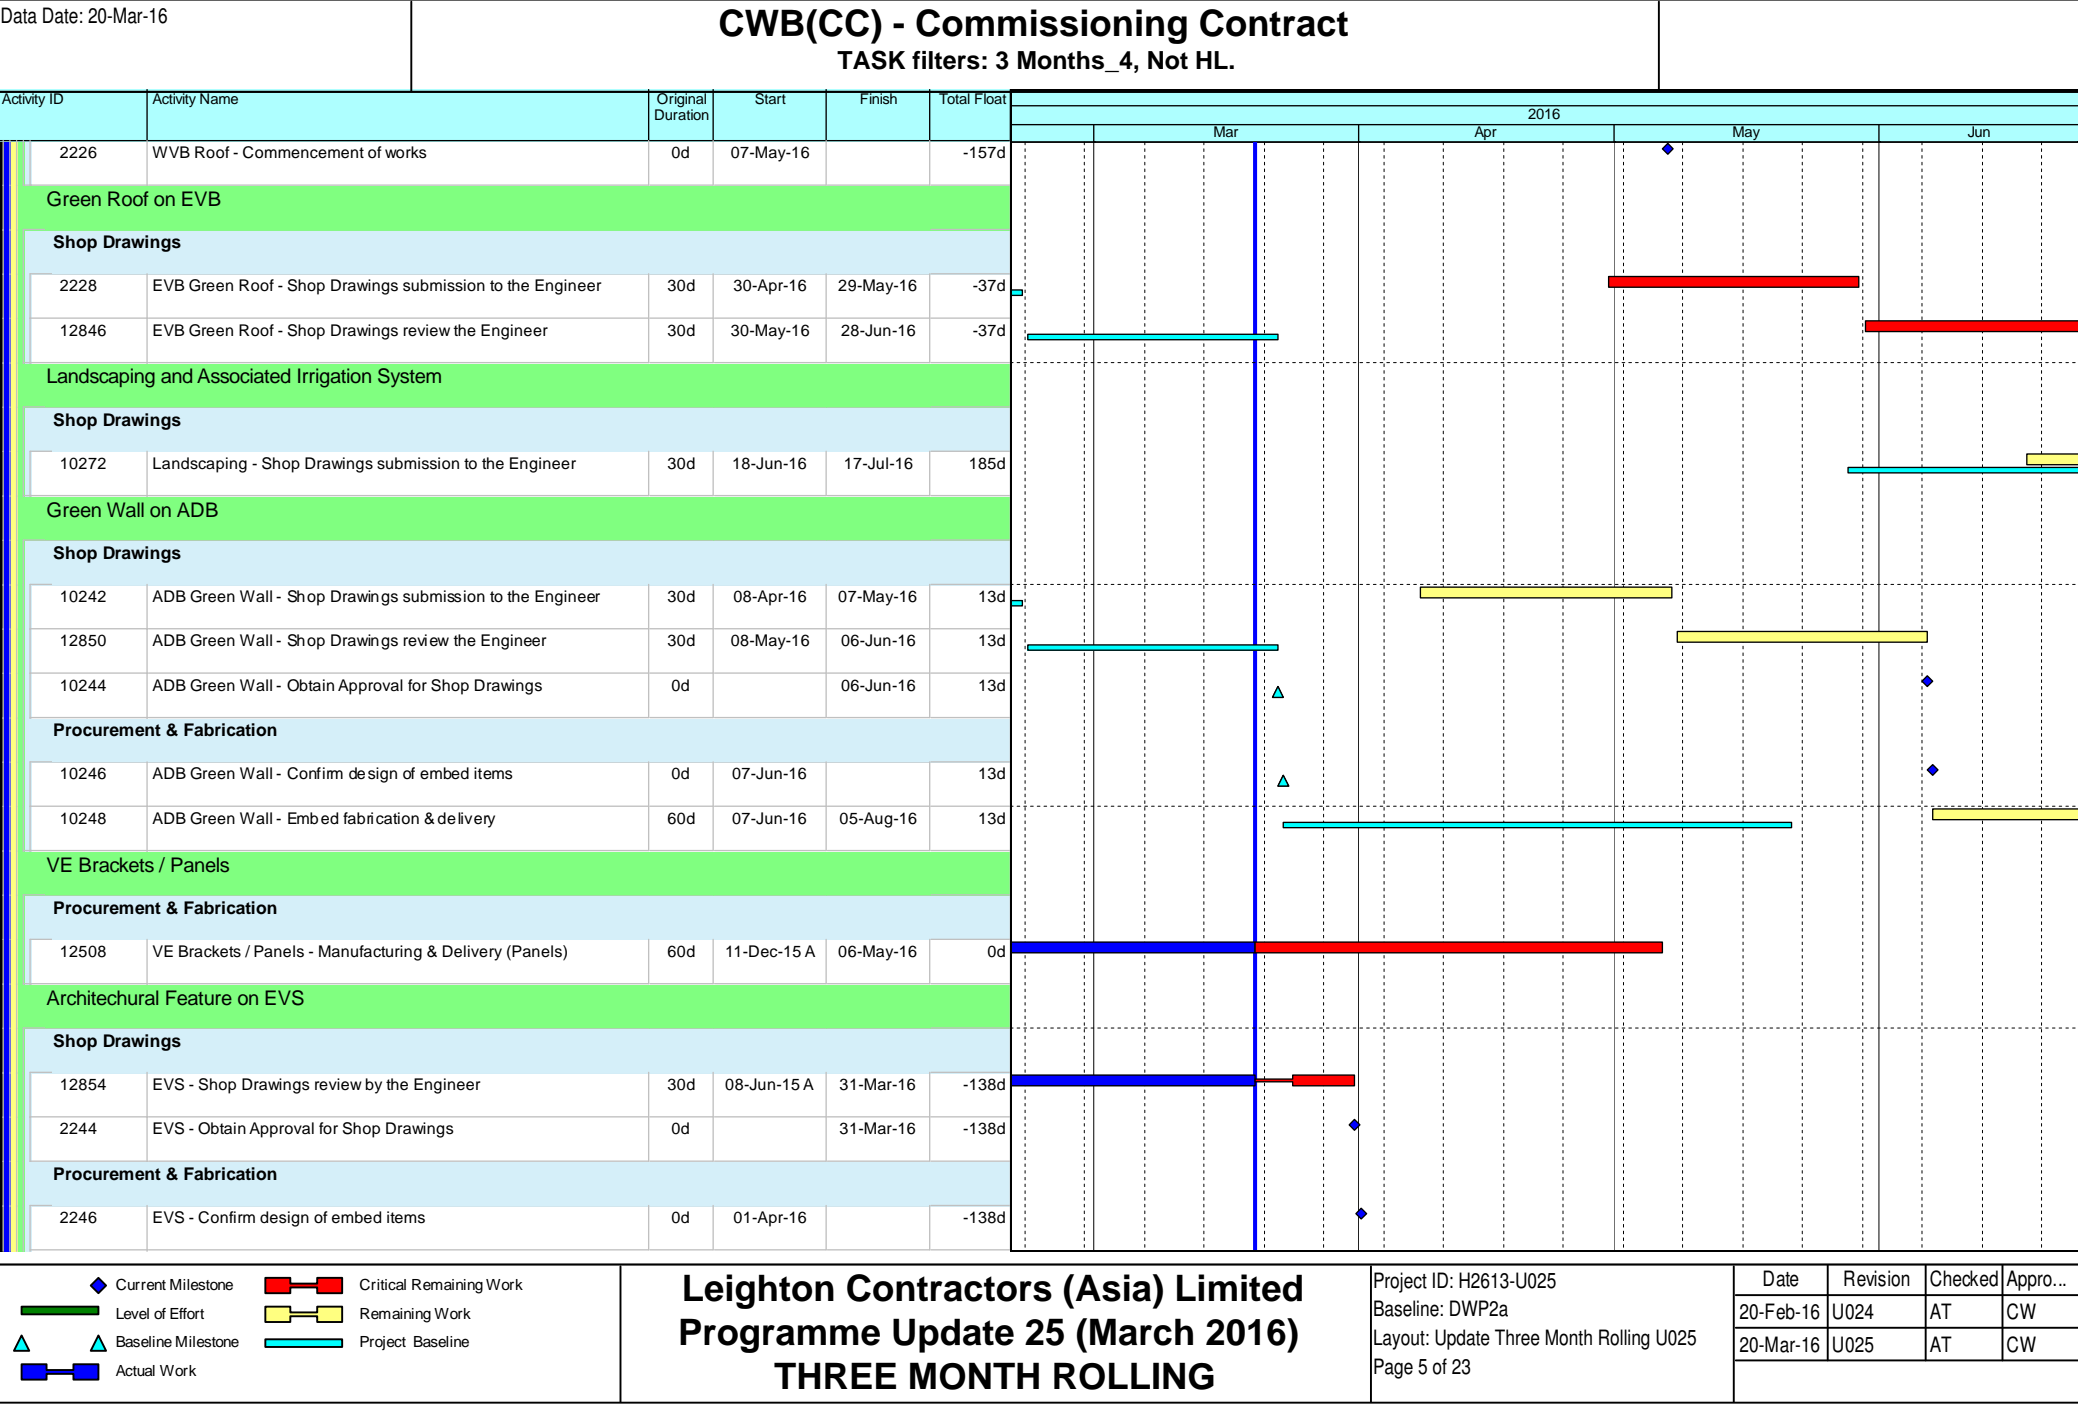 Data Date: 20-Mar-16
CWB(CC) - Commissioning Contract
TASK filters: 3 Months_4, Not HL.
Activity ID Activity Name Original Duration Start Finish Total Float
2016
Mar Apr May Jun
2226 WVB Roof - Commencement of works 0d 07-May-16 -157d
Green Roof on EVB
Shop Drawings
2228 EVB Green Roof - Shop Drawings submission to the Engineer 30d 30-Apr-16 29-May-16 -37d
12846 EVB Green Roof - Shop Drawings review the Engineer 30d 30-May-16 28-Jun-16 -37d
Landscaping and Associated Irrigation System
Shop Drawings
10272 Landscaping - Shop Drawings submission to the Engineer 30d 18-Jun-16 17-Jul-16 185d
Green Wall on ADB
Shop Drawings
10242 ADB Green Wall - Shop Drawings submission to the Engineer 30d 08-Apr-16 07-May-16 13d
12850 ADB Green Wall - Shop Drawings review the Engineer 30d 08-May-16 06-Jun-16 13d
10244 ADB Green Wall - Obtain Approval for Shop Drawings 0d 06-Jun-16 13d
Procurement & Fabrication
10246 ADB Green Wall - Confirm design of embed items 0d 07-Jun-16 13d
10248 ADB Green Wall - Embed fabrication & delivery 60d 07-Jun-16 05-Aug-16 13d
VE Brackets / Panels
Procurement & Fabrication
12508 VE Brackets / Panels - Manufacturing & Delivery (Panels) 60d 11-Dec-15 A 06-May-16 0d
Architechural Feature on EVS
Shop Drawings
12854 EVS - Shop Drawings review by the Engineer 30d 08-Jun-15 A 31-Mar-16 -138d
2244 EVS - Obtain Approval for Shop Drawings 0d 31-Mar-16 -138d
Procurement & Fabrication
2246 EVS - Confirm design of embed items 0d 01-Apr-16 -138d
Current Milestone Critical Remaining Work
Level of Effort Remaining Work
Baseline Milestone Project Baseline
Actual Work
Leighton Contractors (Asia) Limited
Programme Update 25 (March 2016)
THREE MONTH ROLLING
Project ID: H2613-U025
Baseline: DWP2a
Layout: Update Three Month Rolling U025
Page 5 of 23
Date Revision Checked Appro...
20-Feb-16 U024 AT CW
20-Mar-16 U025 AT CW